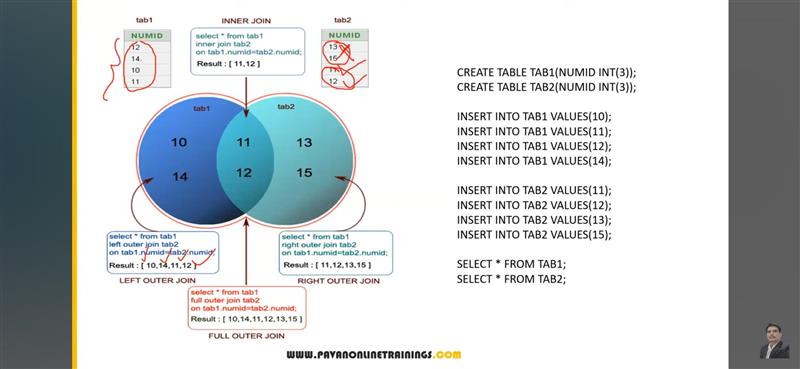 tab1
INNER JOIN
tab2
NUMID
12
14
10
11
select * from tab1
inner join tab2
on tab1.numid=tab2.numid;
Result : [ 11,12 ]
NUMID
13
15
11
12
tab1
tab2
10
11
13
14
12
15
select * from tab1
left outer join tab2
on tab1.numid=tab2.numid;
Result : [ 10,14,11,12 ]
LEFT OUTER JOIN
select * from tab1
right outer join tab2
on tab1.numid=tab2.numid;
Result : [ 11,12,13,15 ]
RIGHT OUTER JOIN
select * from tab1
full outer join tab2
on tab1.numid=tab2.numid;
Result : [ 10,14,11,12,13,15 ]
FULL OUTER JOIN
CREATE TABLE TAB1(NUMID INT(3));
CREATE TABLE TAB2(NUMID INT(3));
INSERT INTO TAB1 VALUES(10);
INSERT INTO TAB1 VALUES(11);
INSERT INTO TAB1 VALUES(12);
INSERT INTO TAB1 VALUES(14);
INSERT INTO TAB2 VALUES(11);
INSERT INTO TAB2 VALUES(12);
INSERT INTO TAB2 VALUES(13);
INSERT INTO TAB2 VALUES(15);
SELECT * FROM TAB1;
SELECT * FROM TAB2;
WWW.PAVANONLINETRAININGS.COM